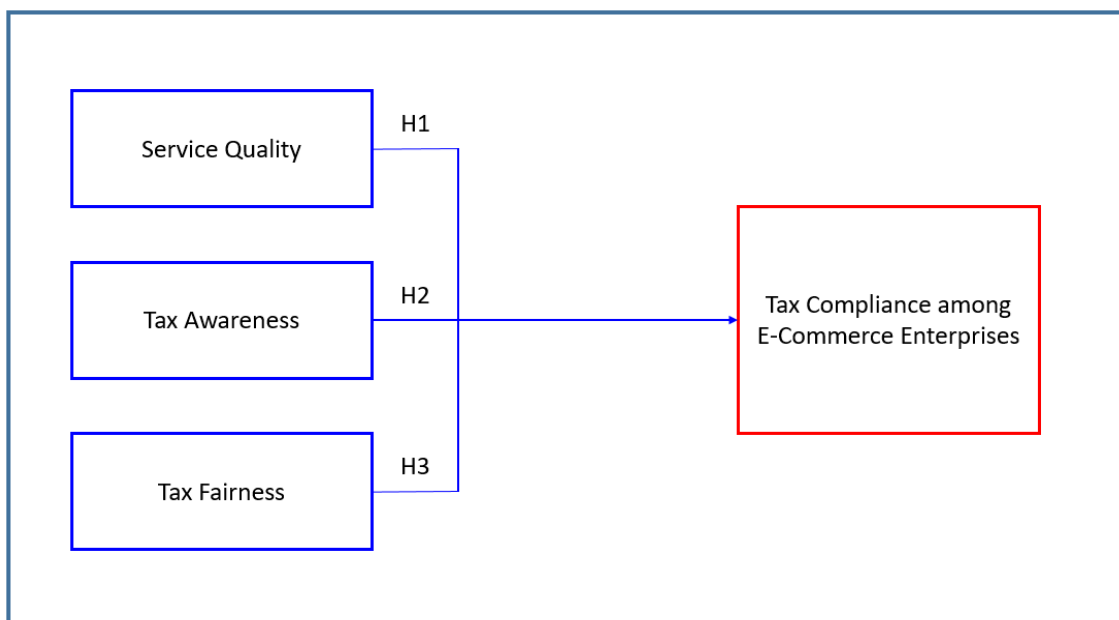 Service Quality
H1
Tax Awareness
H2
Tax Fairness
H3
Tax Compliance among
E-Commerce Enterprises